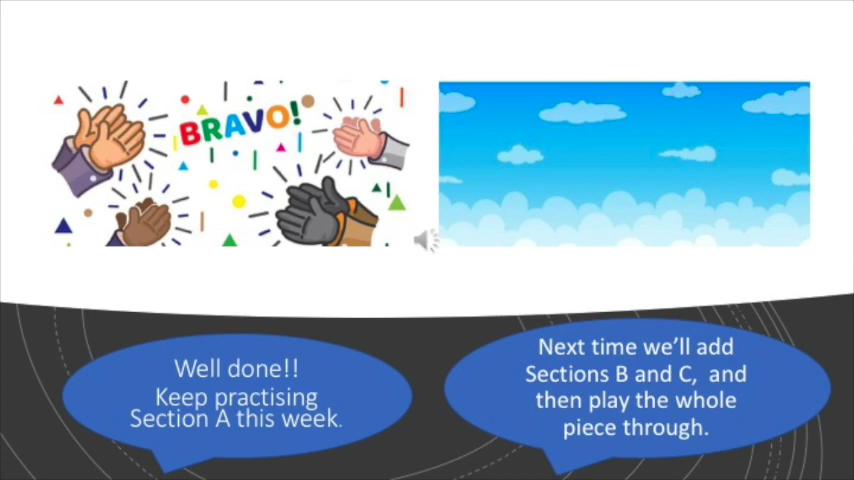 BRAVO!
Well done!!
Keep practising
Section A this week.
Next time we’ll add
Sections B and C, and
then play the whole
piece through.